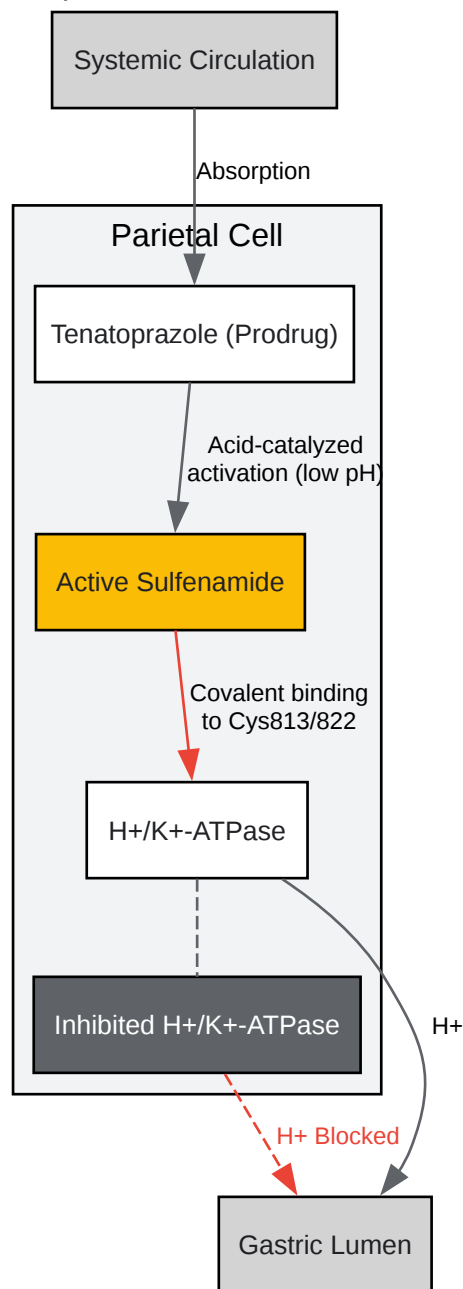 Systemic Circulation
Absorption
Parietal Cell
Tenatoprazole (Prodrug)
Acid-catalyzed
activation (low pH)
Active Sulfenamide
Covalent binding
to Cys813/822
H+/K+-ATPase
Inhibited H+/K+-ATPase
H+
H+ Blocked
Gastric Lumen